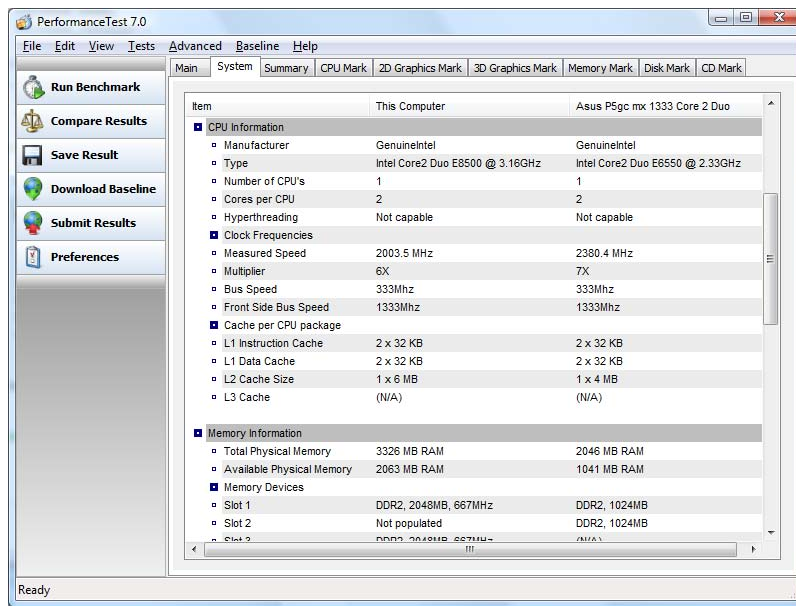 PerformanceTest 7.0
File Edit View Tests Advanced Baseline Help
Main System Summary CPU Mark 2D Graphics Mark 3D Graphics Mark Memory Mark Disk Mark CD Mark
Run Benchmark
Compare Results
Save Result
Download Baseline
Submit Results
Preferences
Item This Computer Asus P5gc mx 1333 Core 2 Duo
CPU Information
Manufacturer GenuineIntel GenuineIntel
Type Intel Core2 Duo E8500 @ 3.16GHz Intel Core2 Duo E6550 @ 2.33GHz
Number of CPU's 1 1
Cores per CPU 2 2
Hyperthreading Not capable Not capable
Clock Frequencies
Measured Speed 2003.5 MHz 2380.4 MHz
Multiplier 6X 7X
Bus Speed 333Mhz 333Mhz
Front Side Bus Speed 1333Mhz 1333Mhz
Cache per CPU package
L1 Instruction Cache 2 x 32 KB 2 x 32 KB
L1 Data Cache 2 x 32 KB 2 x 32 KB
L2 Cache Size 1 x 6 MB 1 x 4 MB
L3 Cache (N/A) (N/A)
Memory Information
Total Physical Memory 3326 MB RAM 2046 MB RAM
Available Physical Memory 2063 MB RAM 1041 MB RAM
Memory Devices
Slot 1 DDR2, 2048MB, 667MHz DDR2, 1024MB
Slot 2 Not populated DDR2, 1024MB
Slot 3 DDR2, 2048MB, 667MHz (N/A)
Ready